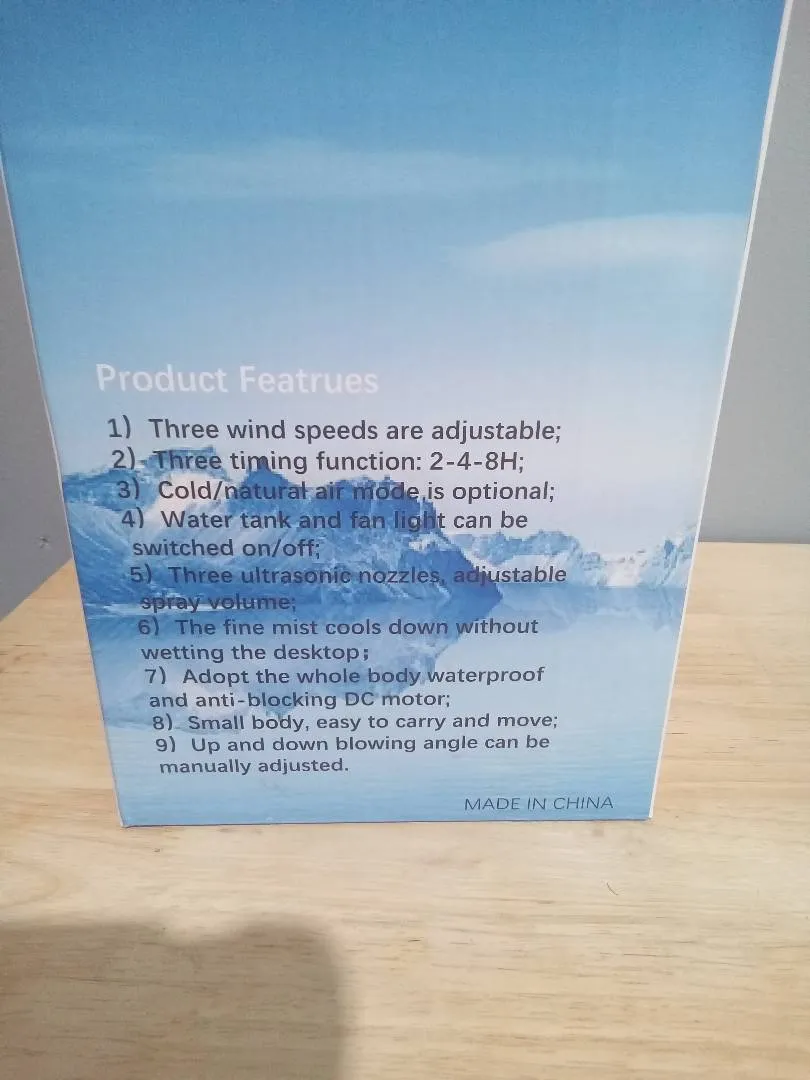 Product Featrues
1) Three wind speeds are adjustable;
2) Three timing function: 2-4-8H;
3) Cold/natural air mode is optional;
4) Water tank and fan light can be
switched on/off;
5) Three ultrasonic nozzles, adjustable
spray volume;
6) The fine mist cools down without
wetting the desktop;
7) Adopt the whole body waterproof
and anti-blocking DC motor;
8) Small body, easy to carry and move;
9) Up and down blowing angle can be
manually adjusted.
MADE IN CHINA